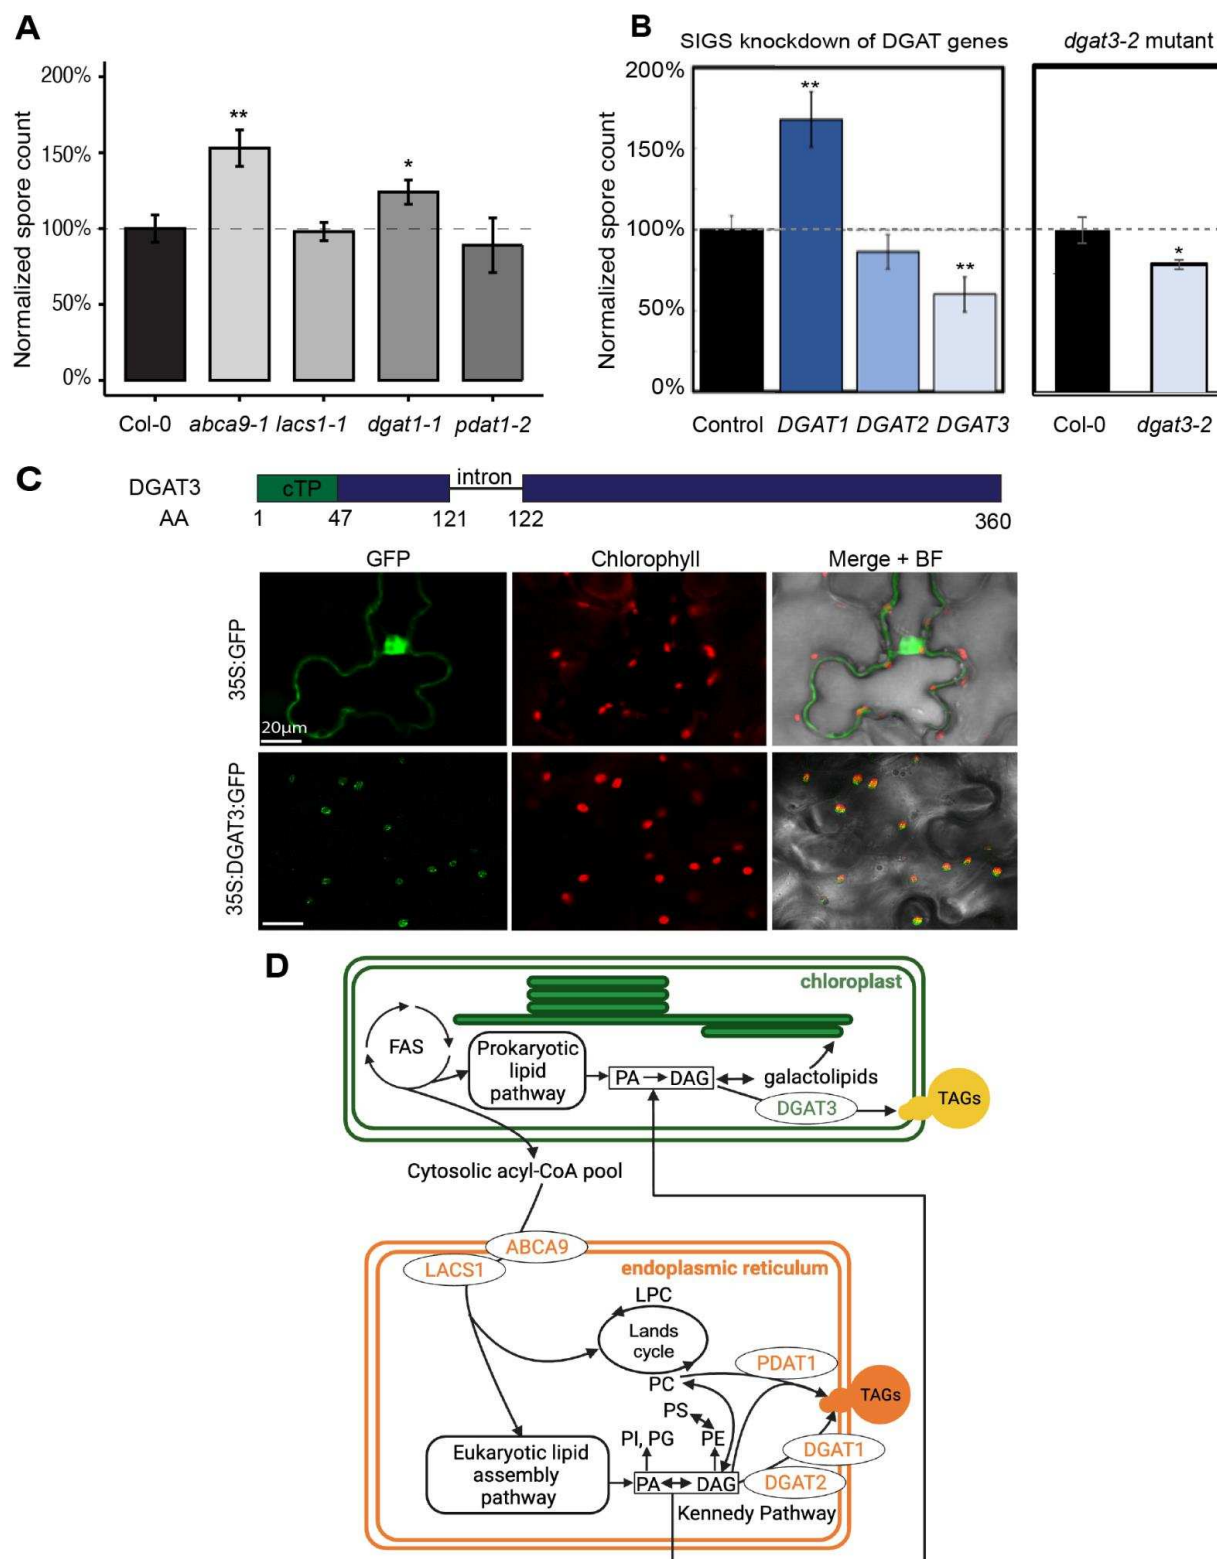 A
200%
150%
100%
50%
0%
Normalized spore count
**
*
Col-0 abca9-1 lacs1-1 dgat1-1 pdat1-2
B
SIGS knockdown of DGAT genes
dgat3-2 mutant
200%
150%
100%
50%
0%
Normalized spore count
**
**
*
Control DGAT1 DGAT2 DGAT3
Col-0 dgat3-2
C
DGAT3
cTP
intron
AA
1 47 121 122 360
GFP Chlorophyll Merge + BF
35S:GFP
20µm
35S:DGAT3:GFP
D
chloroplast
FAS
Prokaryotic
lipid
pathway
PA DAG
galactolipids
DGAT3
TAGs
Cytosolic acyl-CoA pool
ABCA9
LACS1
endoplasmic reticulum
LPC
Lands
cycle
PC
PDAT1
TAGs
PS
PI, PG
PE
DGAT1
Eukaryotic lipid
assembly
pathway
PA DAG
DGAT2
Kennedy Pathway